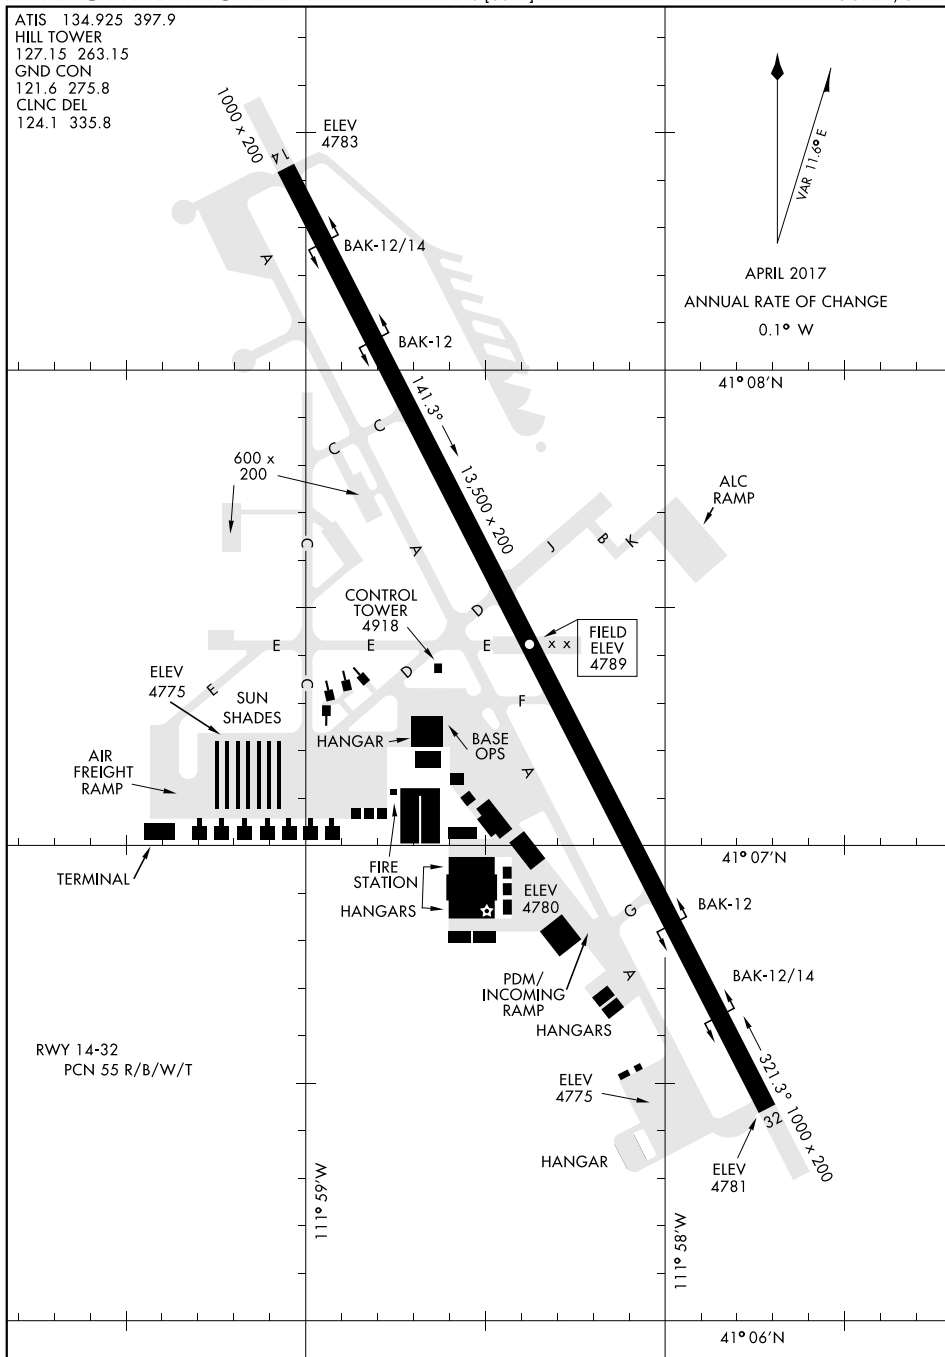 ATIS 134.925 397.9
HILL TOWER
127.15 263.15
GND CON
121.6 275.8
CLNC DEL
124.1 335.8
1000 x 200
ELEV
4783
14
VAR 11.6° E
A
BAK-12/14
APRIL 2017
ANNUAL RATE OF CHANGE
0.1° W
BAK-12
141.3°
41° 08'N
C
C
600 x
200
13,500 x 200
ALC
RAMP
C
A
J
B
K
CONTROL
TOWER
4918
D
FIELD
ELEV
4789
x x
E
E
E
D
ELEV
4775
E
C
SUN
SHADES
F
HANGAR
BASE
OPS
AIR
FREIGHT
RAMP
A
TERMINAL
FIRE
STATION
41° 07'N
ELEV
4780
HANGARS
G
BAK-12
A
BAK-12/14
PDM/
INCOMING
RAMP
HANGARS
RWY 14-32
PCN 55 R/B/W/T
ELEV
4775
321.3°
1000 x 200
32
HANGAR
ELEV
4781
111° 59'W
111° 58'W
41° 06'N